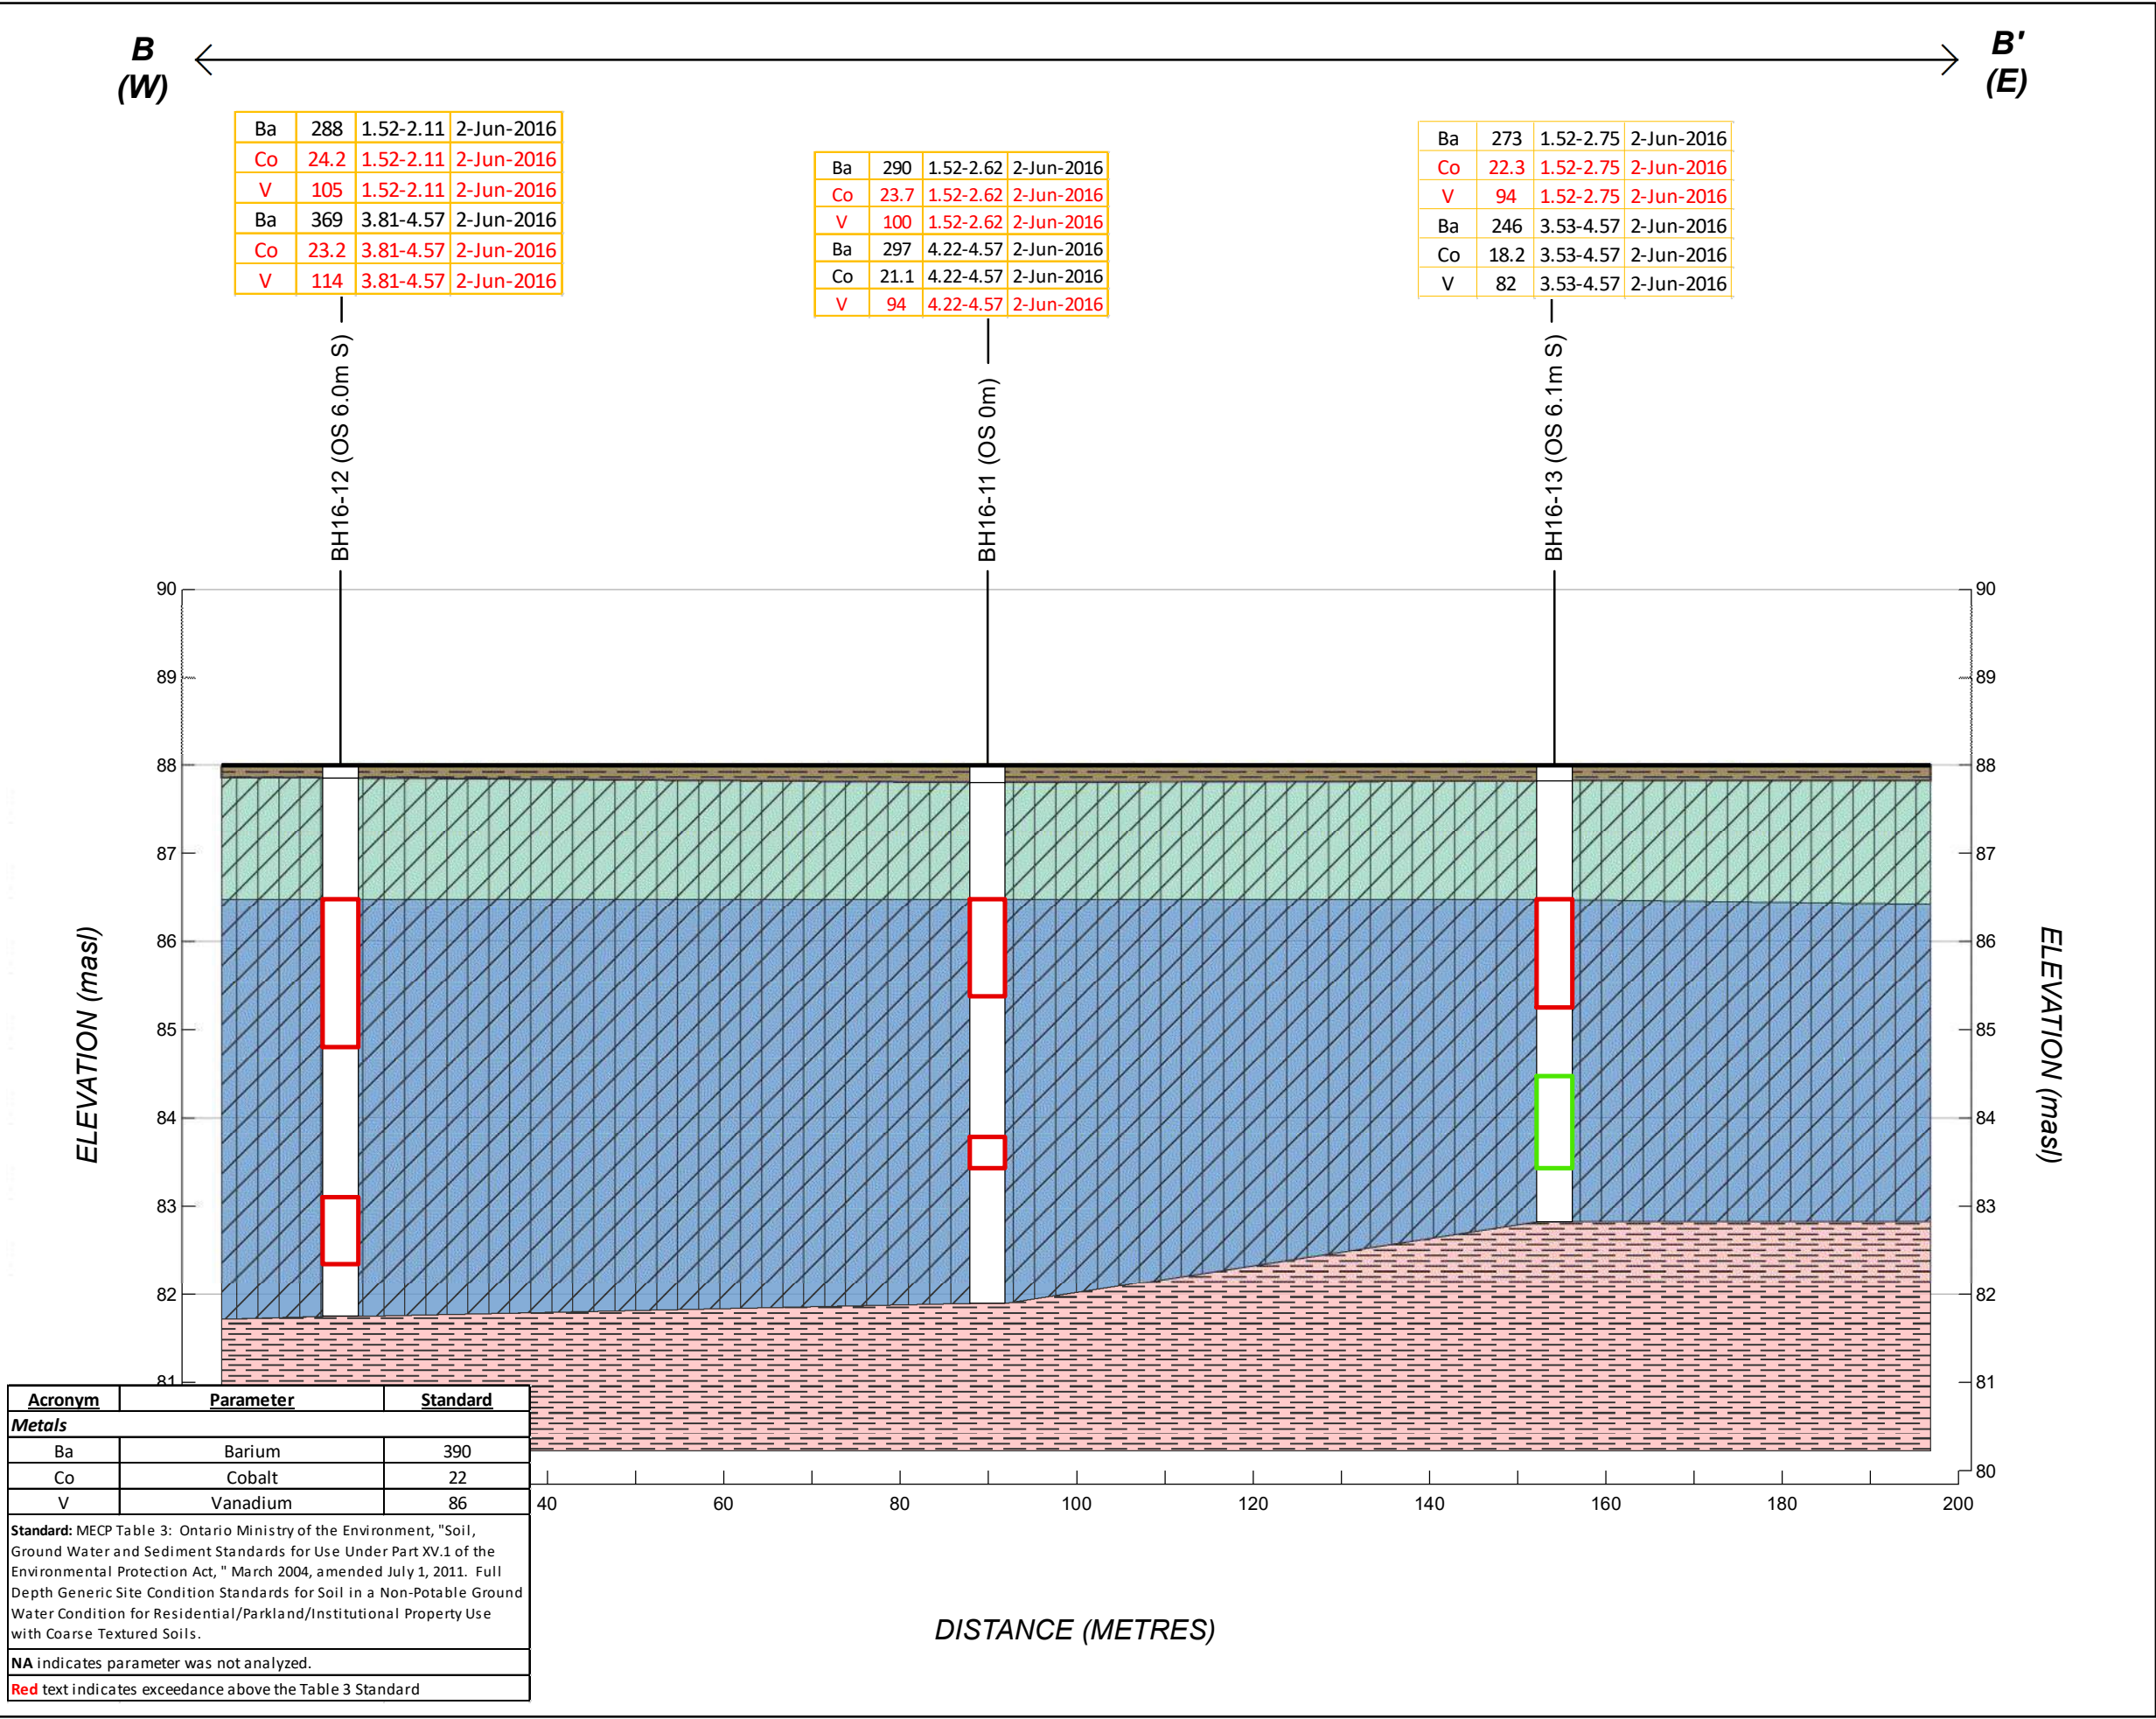 B
(W)
B'
(E)
Ba 288 1.52-2.11 2-Jun-2016
Co 24.2 1.52-2.11 2-Jun-2016
V 105 1.52-2.11 2-Jun-2016
Ba 369 3.81-4.57 2-Jun-2016
Co 23.2 3.81-4.57 2-Jun-2016
V 114 3.81-4.57 2-Jun-2016
Ba 290 1.52-2.62 2-Jun-2016
Co 23.7 1.52-2.62 2-Jun-2016
V 100 1.52-2.62 2-Jun-2016
Ba 297 4.22-4.57 2-Jun-2016
Co 21.1 4.22-4.57 2-Jun-2016
V 94 4.22-4.57 2-Jun-2016
Ba 273 1.52-2.75 2-Jun-2016
Co 22.3 1.52-2.75 2-Jun-2016
V 94 1.52-2.75 2-Jun-2016
Ba 246 3.53-4.57 2-Jun-2016
Co 18.2 3.53-4.57 2-Jun-2016
V 82 3.53-4.57 2-Jun-2016
BH16-12 (OS 6.0m S)
BH16-11 (OS 0m)
BH16-13 (OS 6.1m S)
90
89
88
87
86
85
84
83
82
81
ELEVATION (masl)
90
89
88
87
86
85
84
83
82
81
80
ELEVATION (masl)
40 60 80 100 120 140 160 180 200
DISTANCE (METRES)
Acronym Parameter Standard
Metals
Ba Barium 390
Co Cobalt 22
V Vanadium 86
Standard: MECP Table 3: Ontario Ministry of the Environment, "Soil,
Ground Water and Sediment Standards for Use Under Part XV.1 of the
Environmental Protection Act, " March 2004, amended July 1, 2011. Full
Depth Generic Site Condition Standards for Soil in a Non-Potable Ground
Water Condition for Residential/Parkland/Institutional Property Use
with Coarse Textured Soils.
NA indicates parameter was not analyzed.
Red text indicates exceedance above the Table 3 Standard